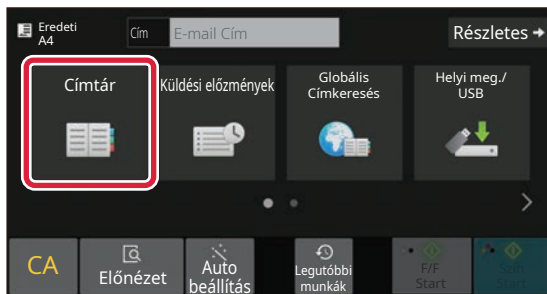 Eredeti
A4
Cím
E-mail Cím
Részletes
Címtár
Küldési előzmények
Globális
Címkeresés
Helyi meg./
USB
CA
Előnézet
Auto
beállítás
Legutóbbi
munkák
F/F
Start
Szín
Start